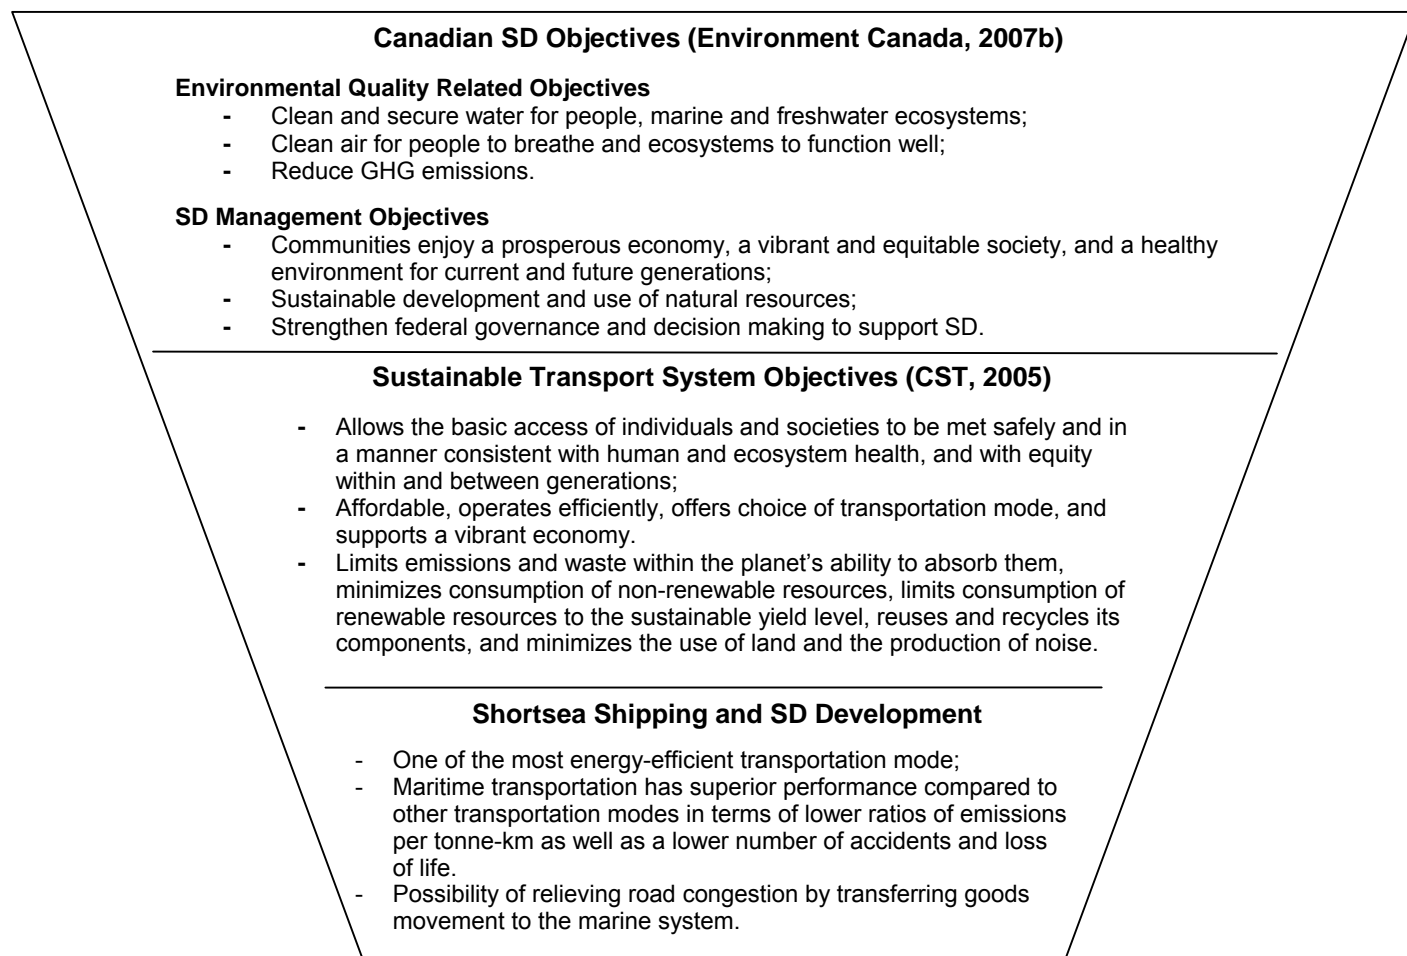 Canadian SD Objectives (Environment Canada, 2007b)
Environmental Quality Related Objectives
- Clean and secure water for people, marine and freshwater ecosystems;
- Clean air for people to breathe and ecosystems to function well;
- Reduce GHG emissions.
SD Management Objectives
- Communities enjoy a prosperous economy, a vibrant and equitable society, and a healthy
environment for current and future generations;
- Sustainable development and use of natural resources;
- Strengthen federal governance and decision making to support SD.
Sustainable Transport System Objectives (CST, 2005)
- Allows the basic access of individuals and societies to be met safely and in
a manner consistent with human and ecosystem health, and with equity
within and between generations;
- Affordable, operates efficiently, offers choice of transportation mode, and
supports a vibrant economy.
- Limits emissions and waste within the planet’s ability to absorb them,
minimizes consumption of non-renewable resources, limits consumption of
renewable resources to the sustainable yield level, reuses and recycles its
components, and minimizes the use of land and the production of noise.
Shortsea Shipping and SD Development
- One of the most energy-efficient transportation mode;
- Maritime transportation has superior performance compared to
other transportation modes in terms of lower ratios of emissions
per tonne-km as well as a lower number of accidents and loss
of life.
- Possibility of relieving road congestion by transferring goods
movement to the marine system.